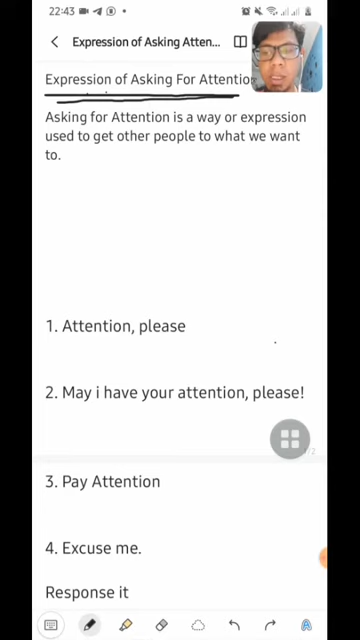 22:43
Expression of Asking Atten...
Expression of Asking For Attention
Asking for Attention is a way or expression
used to get other people to what we want
to.
1. Attention, please
2. May i have your attention, please!
3. Pay Attention
4. Excuse me.
Response it